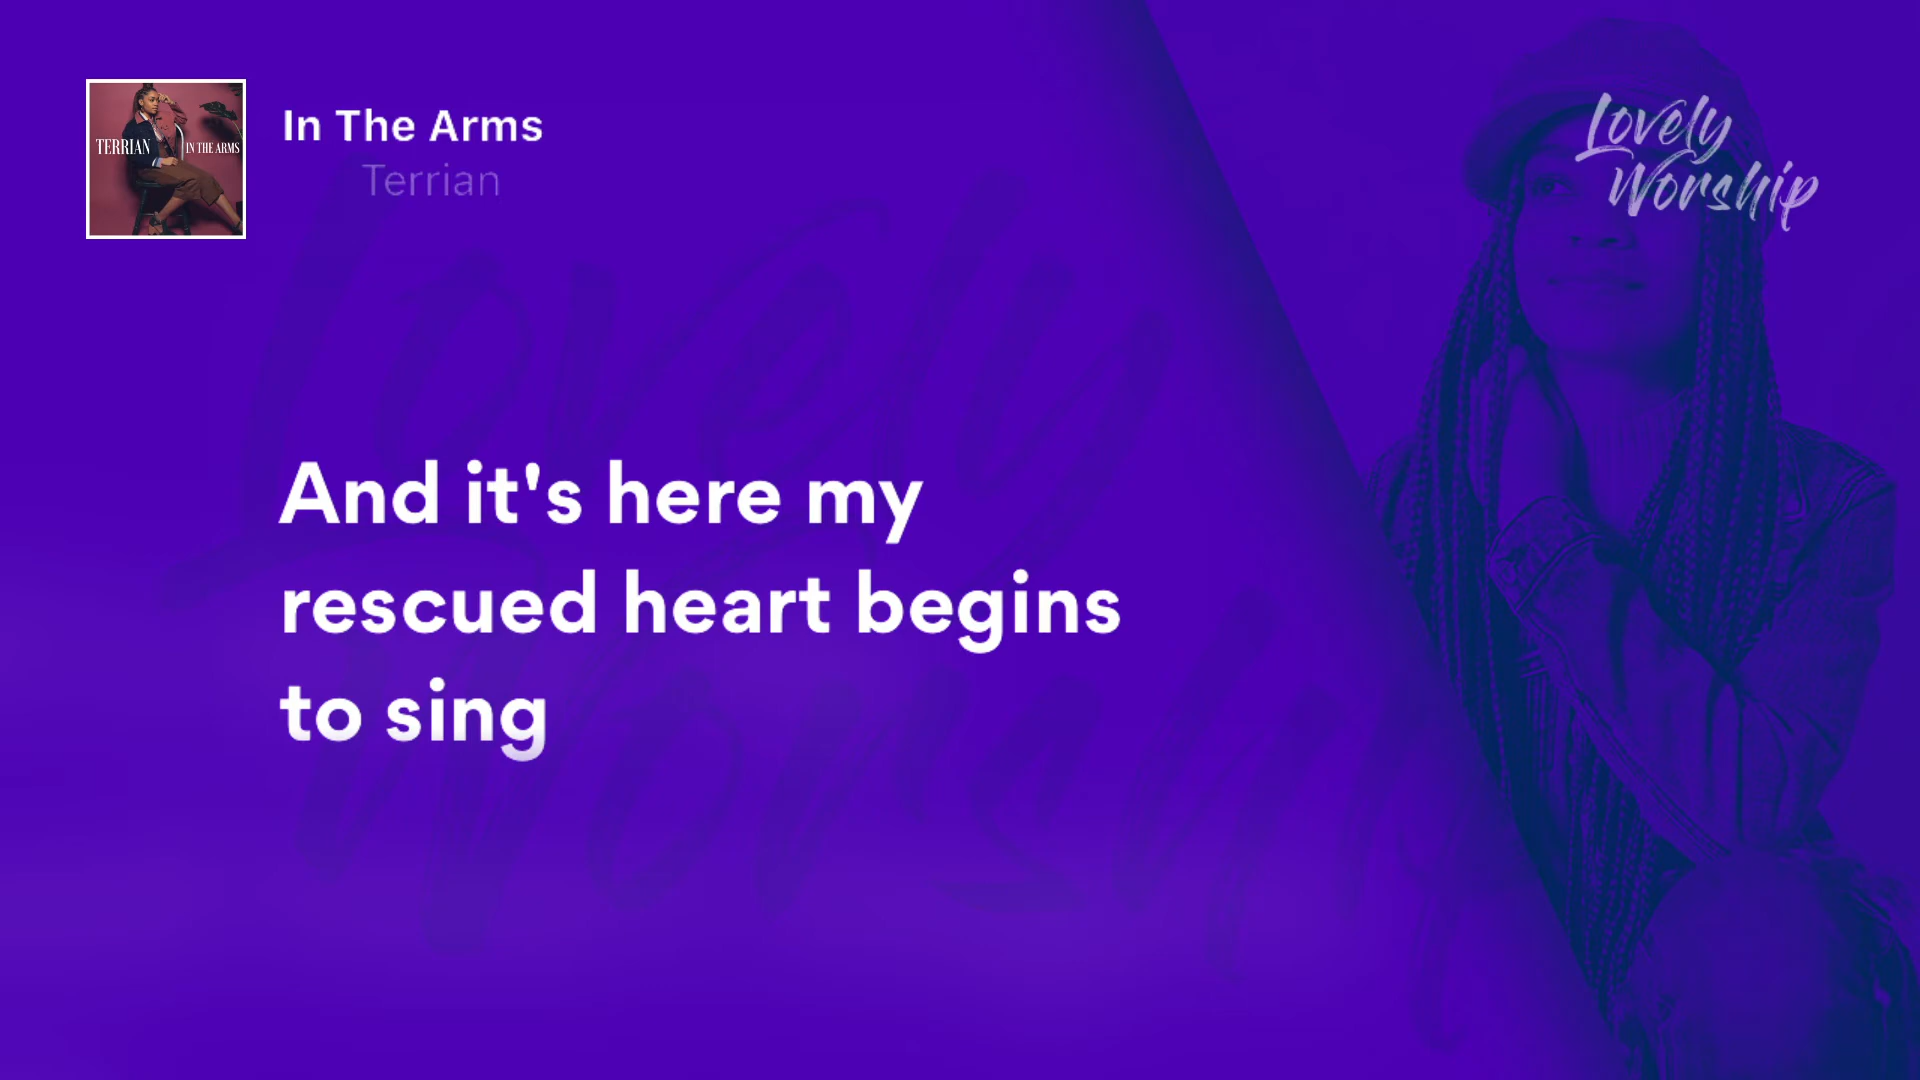 In The Arms
Terrian
TERRIAN
IN THE ARMS
Lovely
Worship
And it's here my
rescued heart begins
to sing